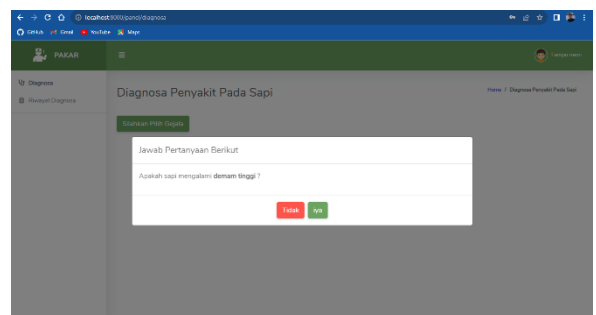 localhost:8000/panel/diagnosa
GitHub Gmail YouTube Maps
PAKAR
Diagnosa
Riwayat Diagnosa
Diagnosa Penyakit Pada Sapi
Home / Diagnosa Penyakit Pada Sapi
Silahkan Pilih Gejala
Jawab Pertanyaan Berikut
Apakah sapi mengalami demam tinggi ?
Tidak
Iya